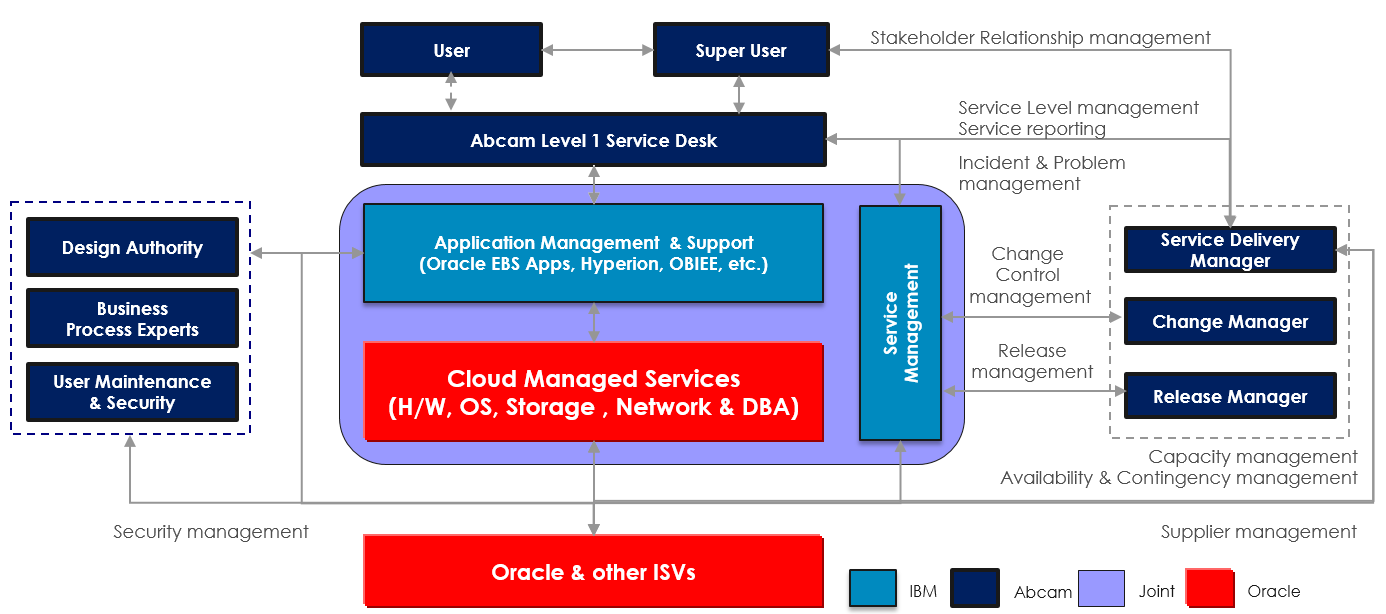 User
Super User
Stakeholder Relationship management
Abcam Level 1 Service Desk
Service Level management
Service reporting
Incident & Problem
management
Design Authority
Business
Process Experts
User Maintenance
& Security
Application Management & Support
(Oracle EBS Apps, Hyperion, OBIEE, etc.)
Cloud Managed Services
(H/W, OS, Storage , Network & DBA)
Service
Management
Change
Control
management
Release
management
Service Delivery
Manager
Change Manager
Release Manager
Capacity management
Availability & Contingency management
Security management
Supplier management
Oracle & other ISVs
IBM
Abcam
Joint
Oracle